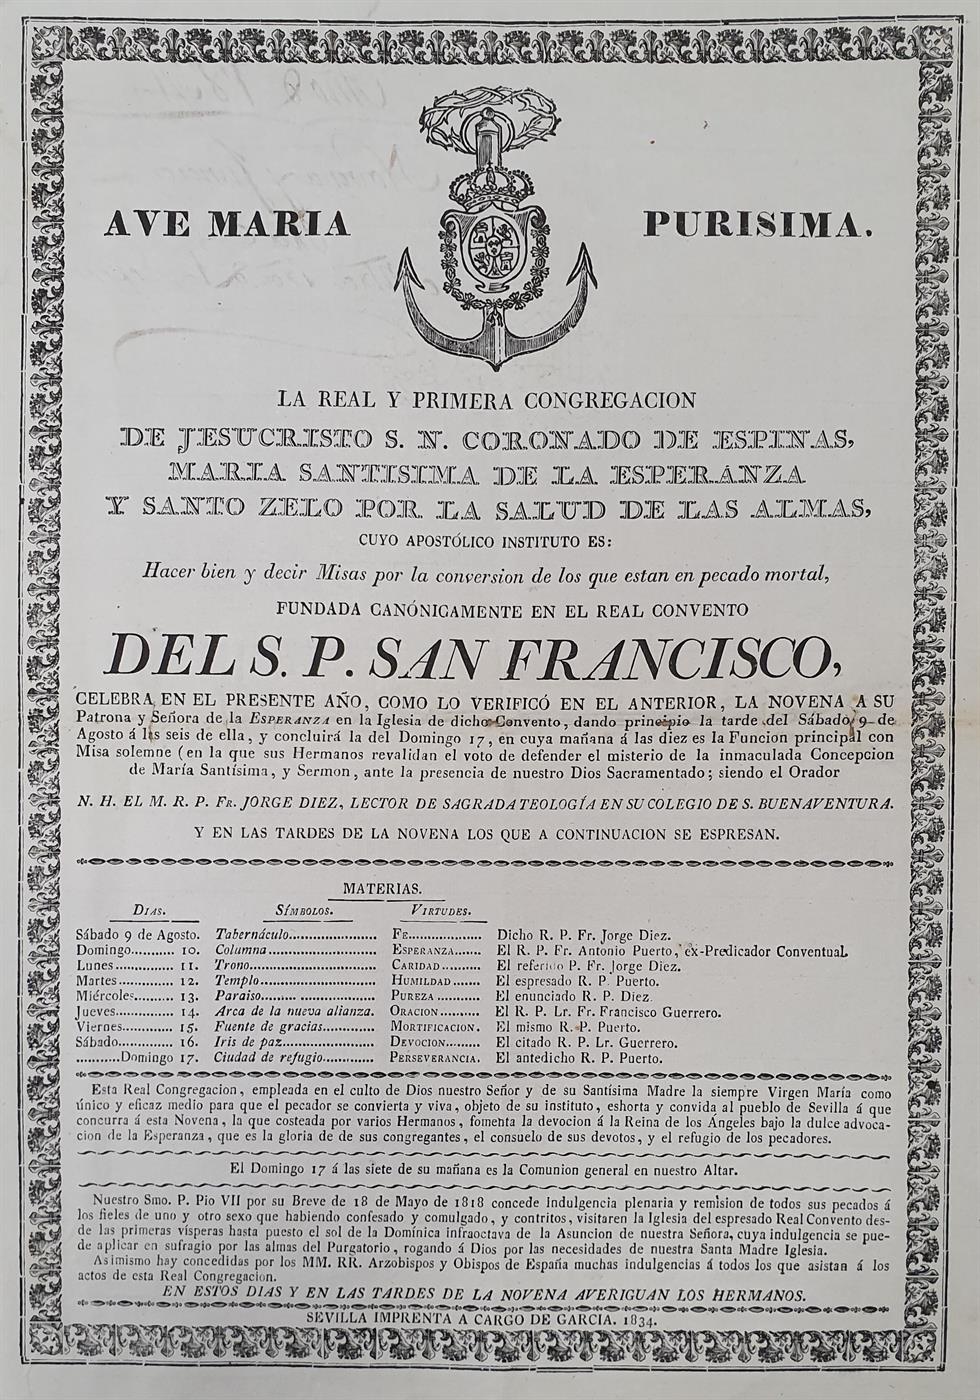 AVE MARIA PURISIMA.
LA REAL Y PRIMERA CONGREGACION
DE JESUCRISTO S. N. CORONADO DE ESPINAS,
MARIA SANTISIMA DE LA ESPERANZA
Y SANTO ZELO POR LA SALUD DE LAS ALMAS,
CUYO APOSTÓLICO INSTITUTO ES:
Hacer bien y decir Misas por la conversion de los que estan en pecado mortal,
FUNDADA CANÓNICAMENTE EN EL REAL CONVENTO
DEL S. P. SAN FRANCISCO,
CELEBRA EN EL PRESENTE AÑO, COMO LO VERIFICÓ EN EL ANTERIOR, LA NOVENA A SU
Patrona y Señora de la ESPERANZA en la Iglesia de dicho Convento, dando principio la tarde del Sábado 9 de
Agosto á las seis de ella, y concluirá la del Domingo 17, en cuya mañana á las diez es la Funcion principal con
Misa solemne (en la que sus Hermanos revalidan el voto de defender el misterio de la inmaculada Concepcion
de María Santísima, y Sermon, ante la presencia de nuestro Dios Sacramentado; siendo el Orador
N. H. EL M. R. P. FR. JORGE DIEZ, LECTOR DE SAGRADA TEOLOGÍA EN SU COLEGIO DE S. BUENAVENTURA.
Y EN LAS TARDES DE LA NOVENA LOS QUE A CONTINUACION SE ESPRESAN.
MATERIAS.
DIAS. SÍMBOLOS. VIRTUDES.
Sábado 9 de Agosto. Tabernáculo..................... FE.................. Dicho R. P. Fr. Jorge Diez.
Domingo........... 10. Columna.......................... ESPERANZA....... El R. P. Fr. Antonio Puerto, ex-Predicador Conventual.
Lunes............... 11. Trono.............................. CARIDAD.......... El referido P. Fr. Jorge Diez.
Martes.............. 12. Templo............................ HUMILDAD....... El espresado R. P. Puerto.
Miércoles.......... 13. Paraiso............................ PUREZA........... El enunciado R. P. Diez.
Jueves.............. 14. Arca de la nueva alianza. ORACION.......... El R. P. Lr. Fr. Francisco Guerrero.
Viernes............. 15. Fuente de gracias............. MORTIFICACION. El mismo R. P. Puerto.
Sábado.............. 16. Iris de paz....................... DEVOCION......... El citado R. P. Lr. Guerrero.
..........Domingo 17. Ciudad de refugio............ PERSEVERANCIA. El antedicho R. P. Puerto.
Esta Real Congregacion, empleada en el culto de Dios nuestro Señor y de su Santísima Madre la siempre Virgen María como
único y eficaz medio para que el pecador se convierta y viva, objeto de su instituto, eshorta y convida al pueblo de Sevilla á que
concurra á esta Novena, la que costeada por varios Hermanos, fomenta la devocion á la Reina de los Angeles bajo la dulce advoca-
cion de la Esperanza, que es la gloria de de sus congregantes, el consuelo de sus devotos, y el refugio de los pecadores.
El Domingo 17 á las siete de su mañana es la Comunion general en nuestro Altar.
Nuestro Smo. P. Pio VII por su Breve de 18 de Mayo de 1818 concede indulgencia plenaria y remision de todos sus pecados á
los fieles de uno y otro sexo que habiendo confesado y comulgado, y contritos, visitaren la Iglesia del espresado Real Convento des-
de las primeras vísperas hasta puesto el sol de la Domínica infraoctava de la Asuncion de nuestra Señora, cuya indulgencia se pue-
de aplicar en sufragio por las almas del Purgatorio, rogando á Dios por las necesidades de nuestra Santa Madre Iglesia.
Asimismo hay concedidas por los MM. RR. Arzobispos y Obispos de España muchas indulgencias á todos los que asistan á los
actos de esta Real Congregacion.
EN ESTOS DIAS Y EN LAS TARDES DE LA NOVENA AVERIGUAN LOS HERMANOS.
SEVILLA IMPRENTA A CARGO DE GARCIA. 1834.